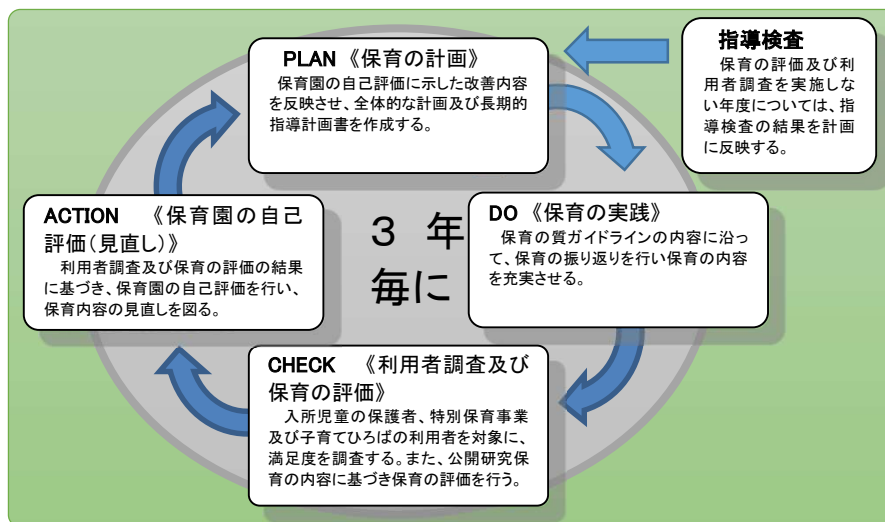 PLAN 《保育の計画》
保育園の自己評価に示した改善内容
を反映させ、全体的な計画及び長期的
指導計画書を作成する。
指導検査
保育の評価及び利
用者調査を実施しな
い年度については、指
導検査の結果を計画
に反映する。
ACTION 《保育園の自己
評価(見直し)》
利用者調査及び保育の評価の結果
に基づき、保育園の自己評価を行い、
保育内容の見直しを図る。
３年
毎に
DO 《保育の実践》
保育の質ガイドラインの内容に沿っ
て、保育の振り返りを行い保育の内容
を充実させる。
CHECK 《利用者調査及び
保育の評価》
入所児童の保護者、特別保育事業
及び子育てひろばの利用者を対象に、
満足度を調査する。また、公開研究保
育の内容に基づき保育の評価を行う。